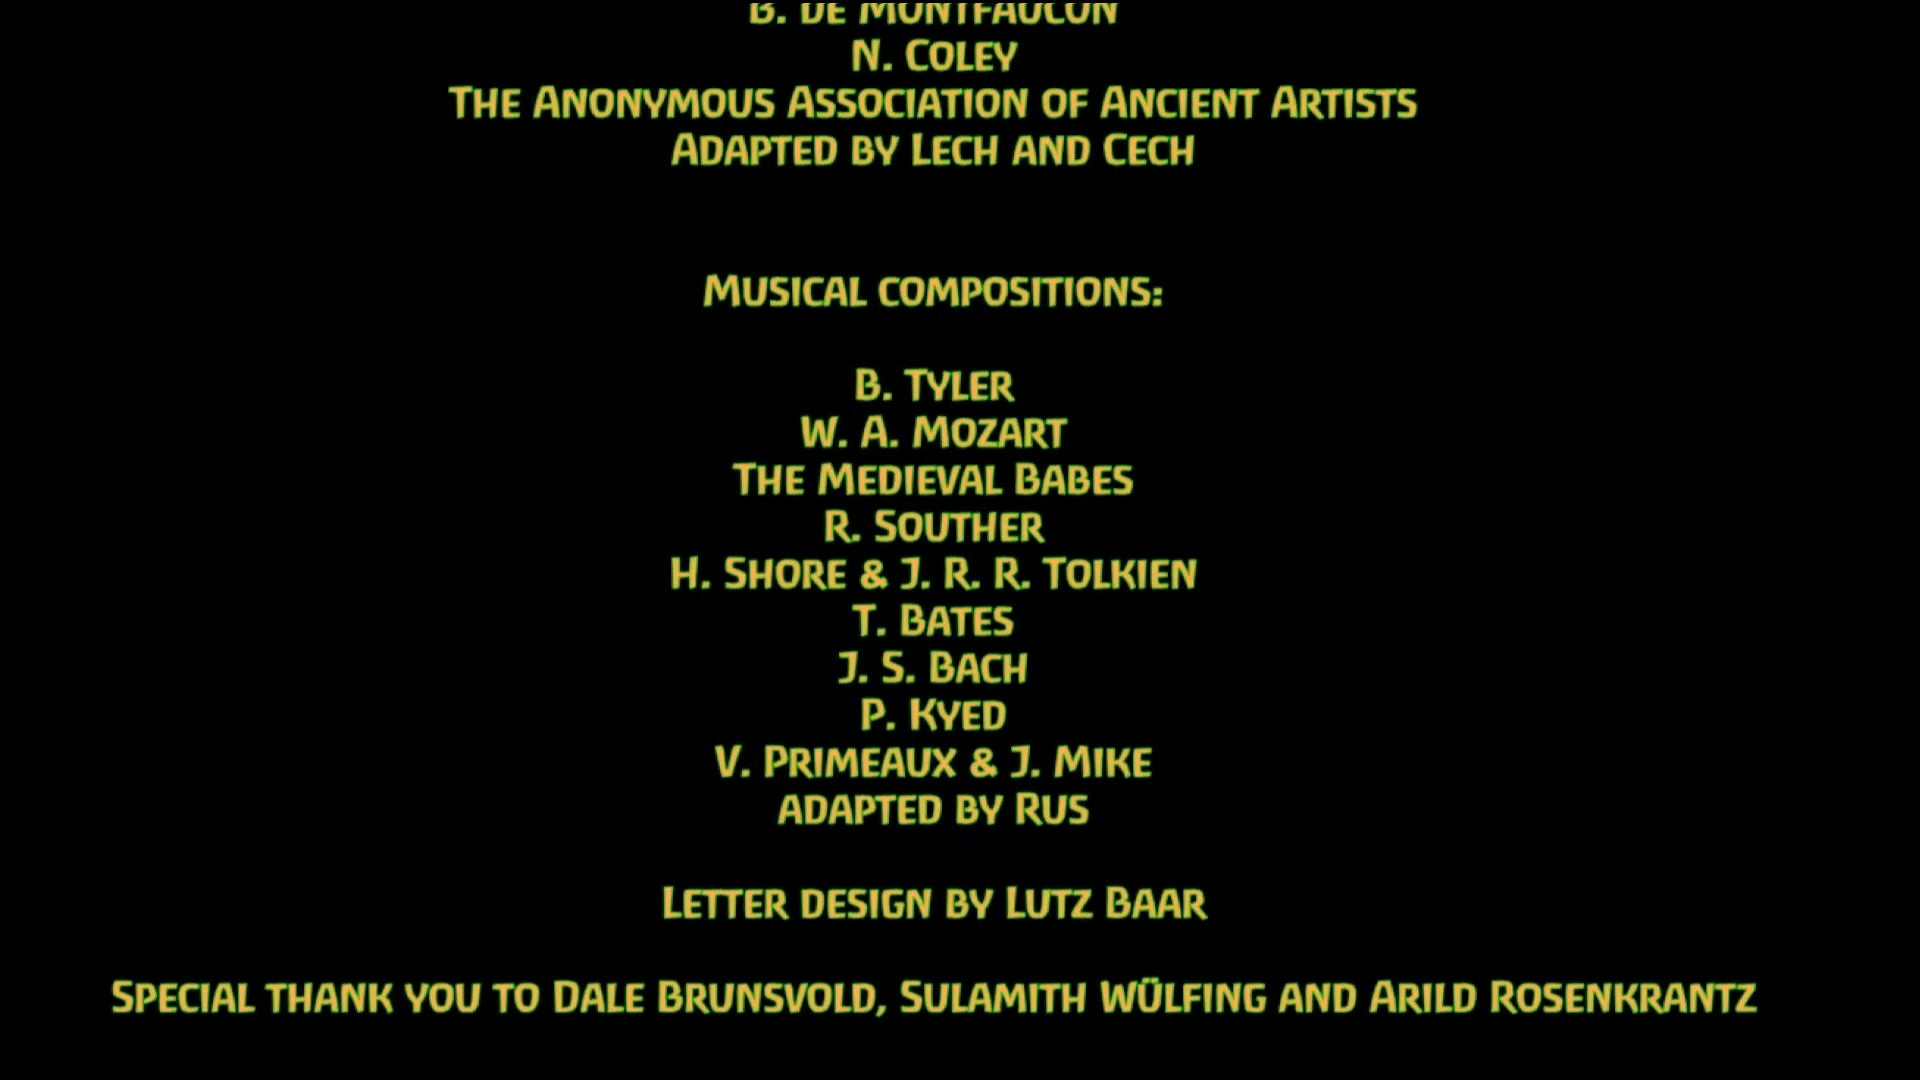 B. de Montfaucon
N. Coley
The Anonymous Association of Ancient Artists
Adapted by Lech and Cech
Musical compositions:
B. Tyler
W. A. Mozart
The Medieval Babes
R. Souther
H. Shore & J. R. R. Tolkien
T. Bates
J. S. Bach
P. Kyed
V. Primeaux & J. Mike
adapted by Rus
Letter design by Lutz Baar
Special thank you to Dale Brunsvold, Sulamith Wülfing and Arild Rosenkrantz